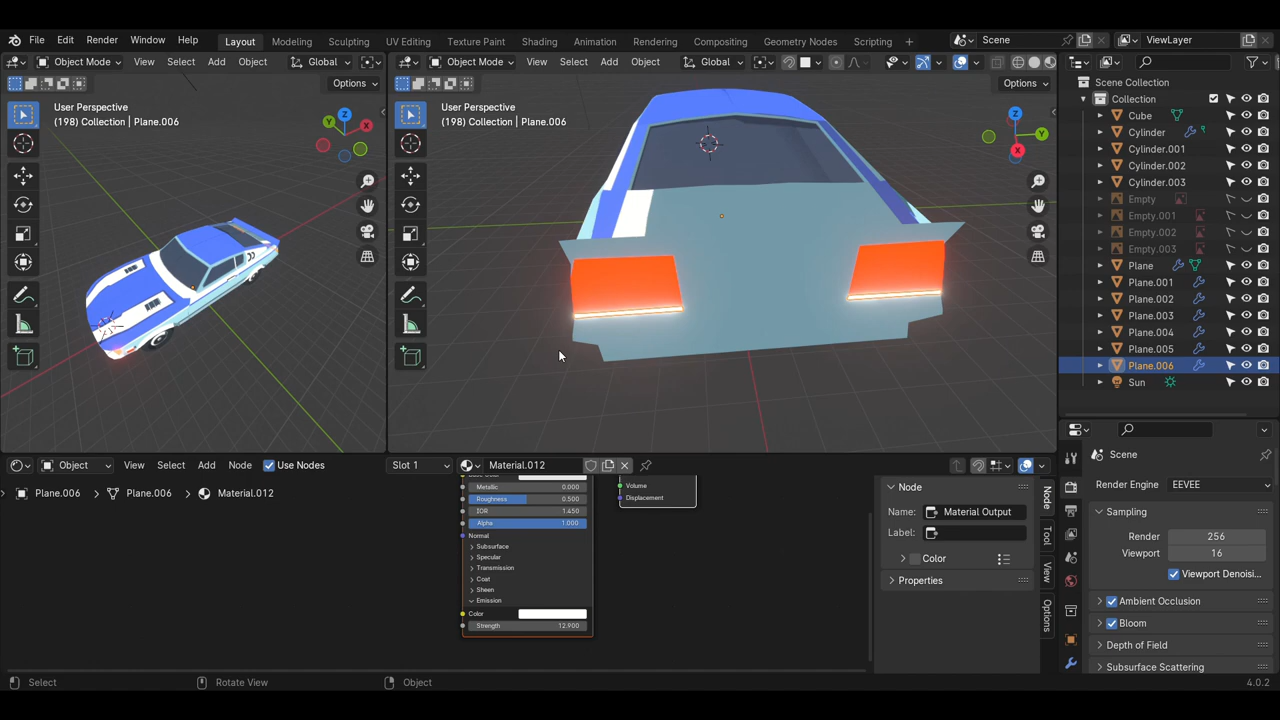 File Edit Render Window Help Layout Modeling Sculpting UV Editing Texture Paint Shading Animation Rendering Compositing Geometry Nodes Scripting + Scene ViewLayer
Object Mode View Select Add Object Global
Object Mode View Select Add Object Global
Options
Options
User Perspective
(198) Collection | Plane.006
User Perspective
(198) Collection | Plane.006
Z
Y
X
Z
Y
X
Scene Collection
Collection
Cube
Cylinder
Cylinder.001
Cylinder.002
Cylinder.003
Empty
Empty.001
Empty.002
Empty.003
Plane
Plane.001
Plane.002
Plane.003
Plane.004
Plane.005
Plane.006
Sun
Object View Select Add Node Use Nodes Slot 1 Material.012
Plane.006 > Plane.006 > Material.012
Metallic 0.000
Roughness 0.500
IOR 1.450
Alpha 1.000
Normal
Subsurface
Specular
Transmission
Coat
Sheen
Emission
Color
Strength 12.900
Volume
Displacement
Node
Name: Material Output
Label:
Color
Properties
Node
Tool
View
Options
Scene
Render Engine EEVEE
Sampling
Render 256
Viewport 16
Viewport Denoisi...
Ambient Occlusion
Bloom
Depth of Field
Subsurface Scattering
Select Rotate View Object 4.0.2